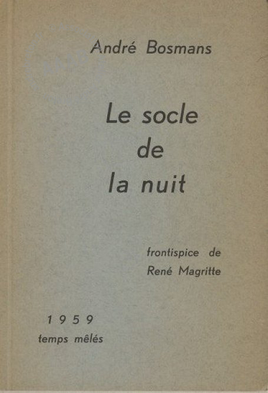 André Bosmans
Le socle
de
la nuit
frontispice de
René Magritte
1959
temps mêlés